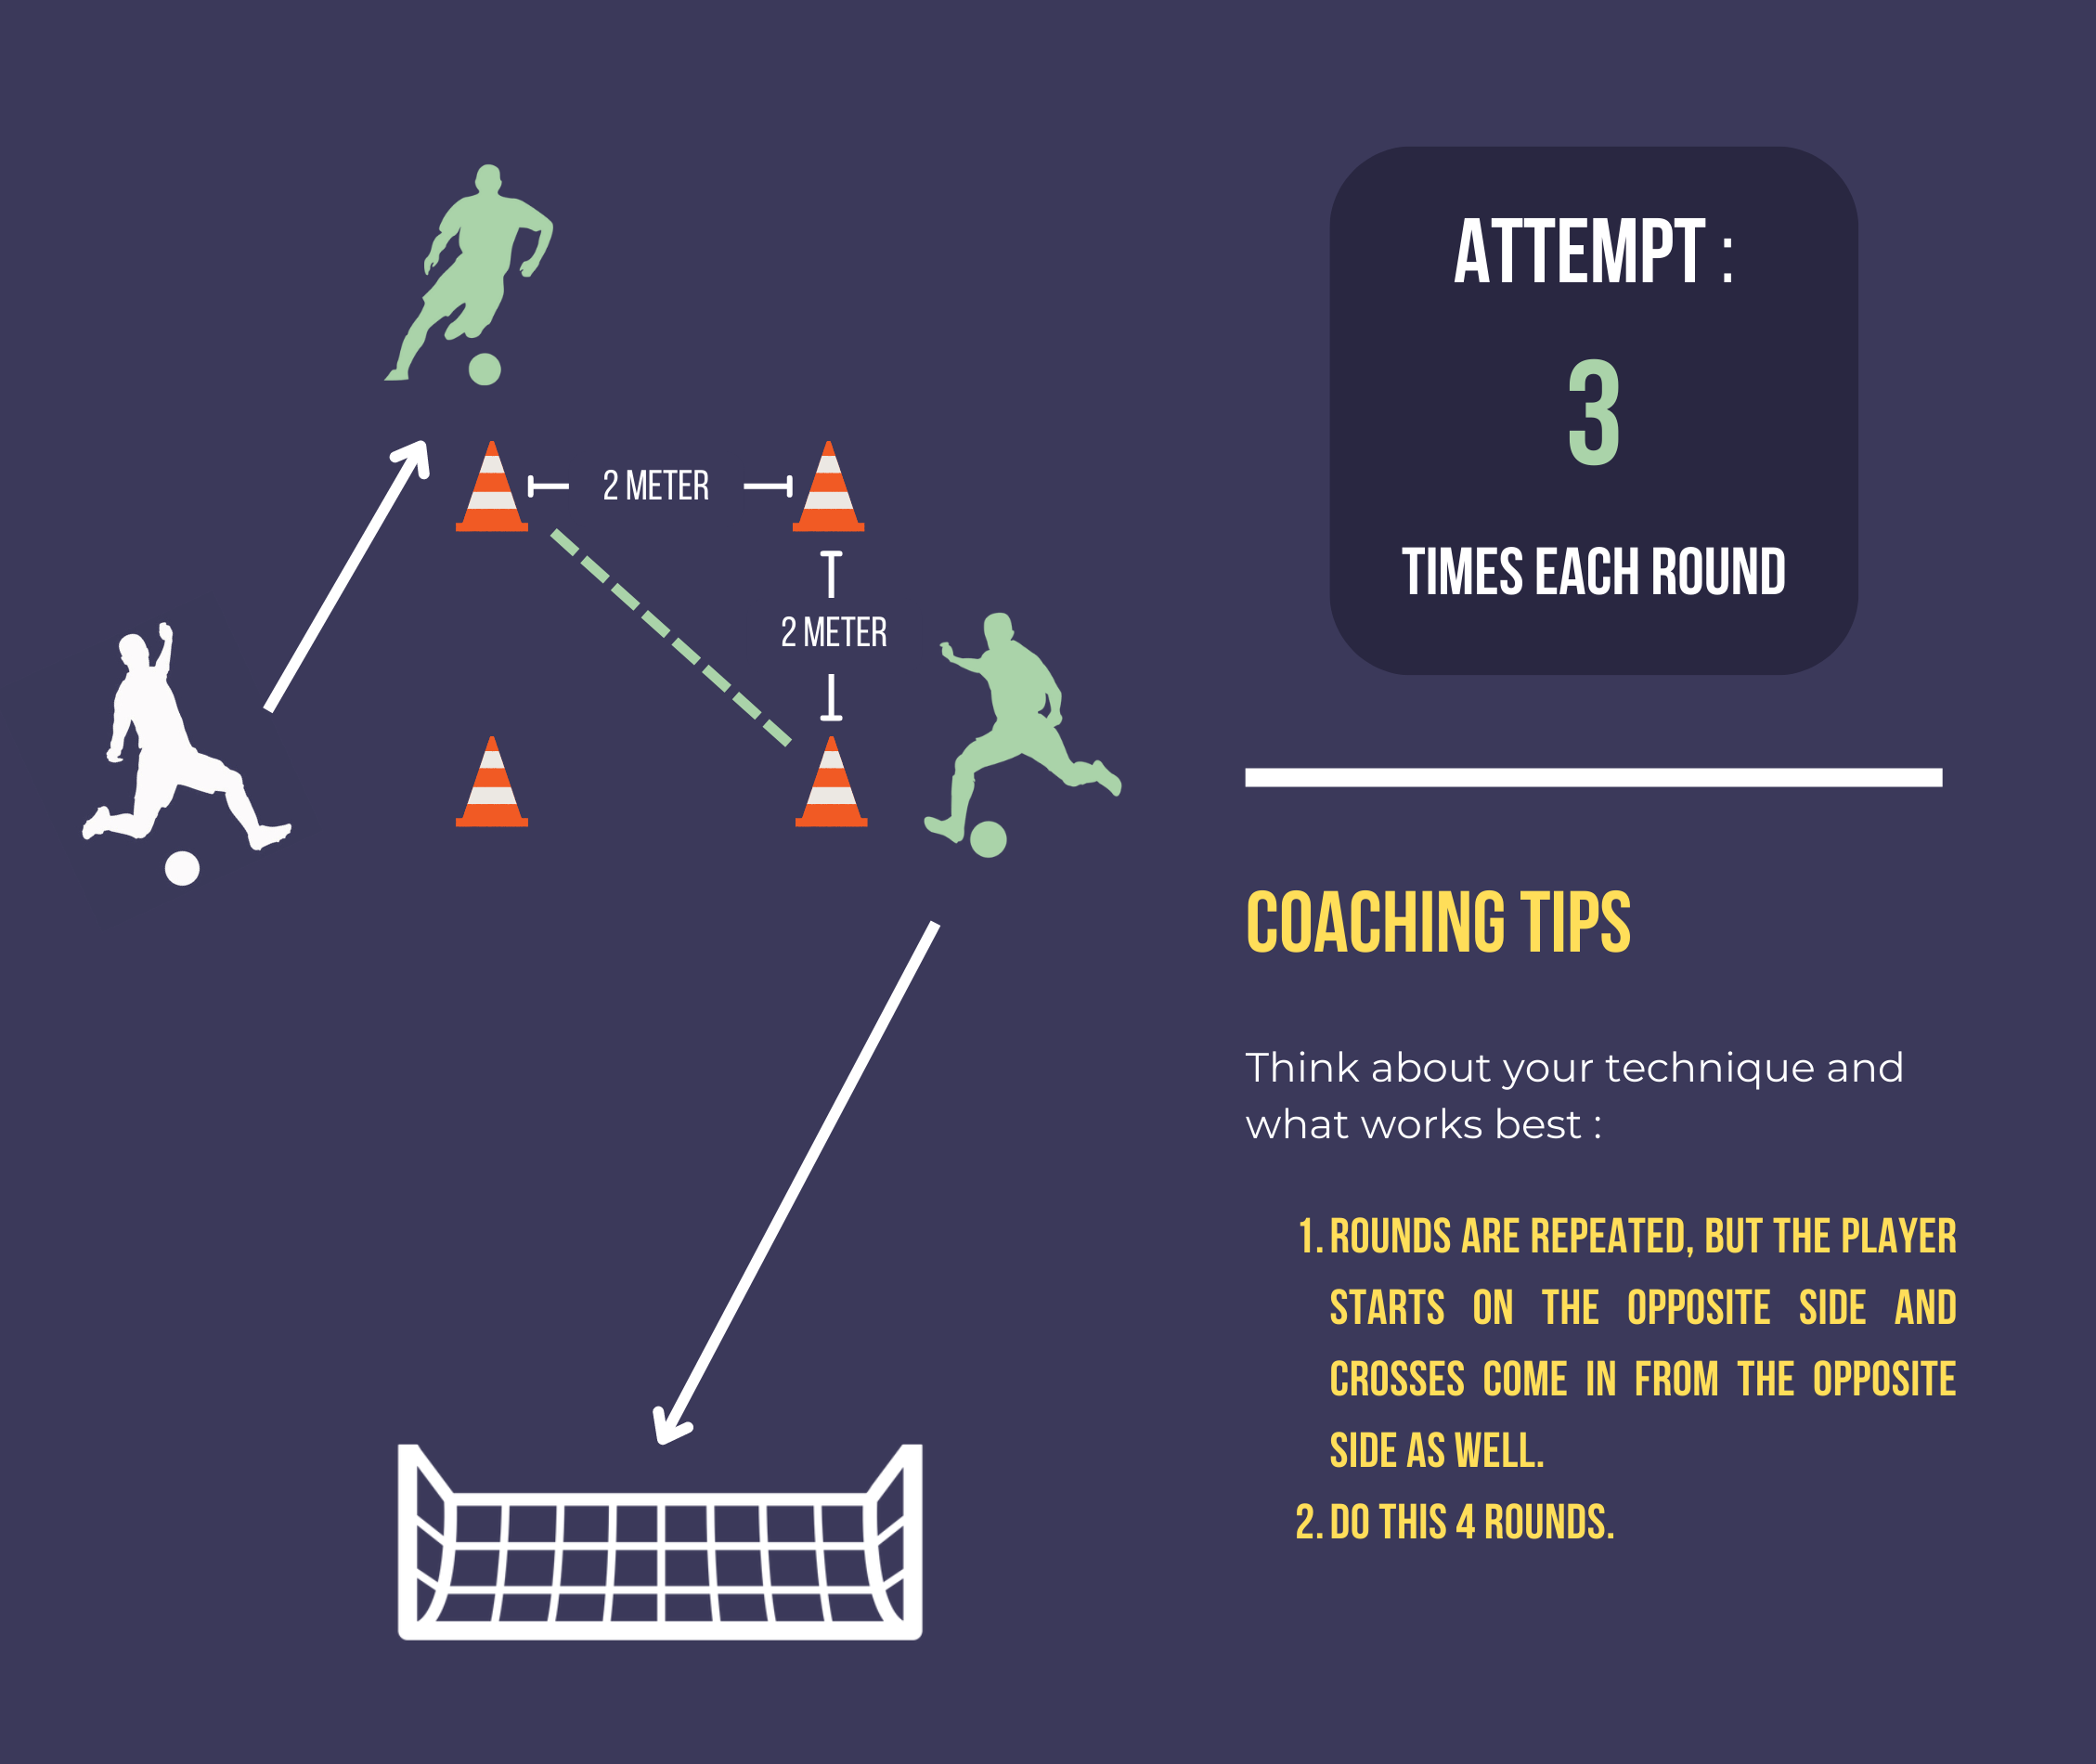 2 METER
2 METER
ATTEMPT :
3
TIMES EACH ROUND
COACHING TIPS
Think about your technique and
what works best :
1. ROUNDS ARE REPEATED, BUT THE PLAYER
STARTS ON THE OPPOSITE SIDE AND
CROSSES COME IN FROM THE OPPOSITE
SIDE AS WELL.
2. DO THIS 4 ROUNDS.